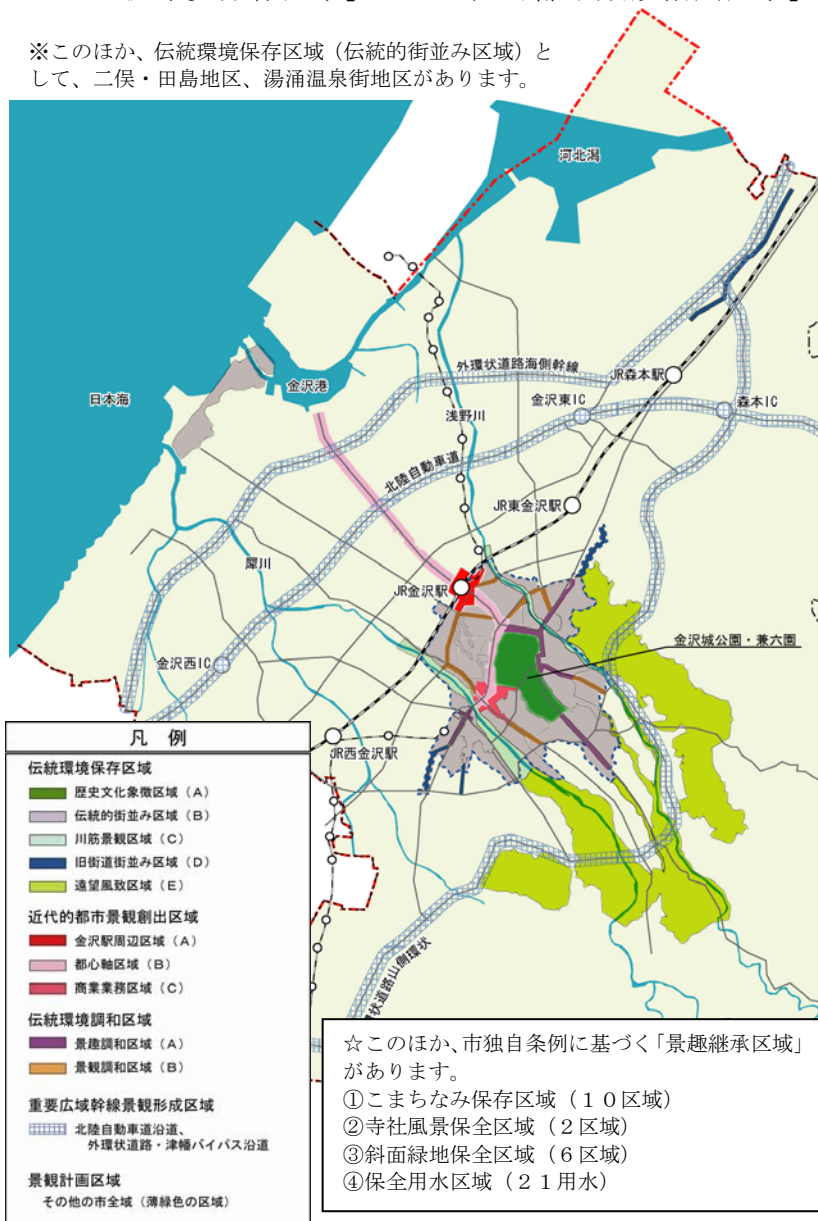 ※このほか、伝統環境保存区域（伝統的街並み区域）と
して、二俣・田島地区、湯涌温泉街地区があります。
河北潟
外環状道路海側幹線
JR森本駅
金沢港
日本海
金沢東IC
森本IC
浅野川
北陸自動車道
JR東金沢駅
犀川
JR金沢駅
金沢城公園・兼六園
金沢西IC
JR西金沢駅
状道路山側環状
凡例
伝統環境保存区域
歴史文化象徴区域（A）
伝統的街並み区域（B）
川筋景観区域（C）
旧街道街並み区域（D）
遠望風致区域（E）
近代的都市景観創出区域
金沢駅周辺区域（A）
都心軸区域（B）
商業業務区域（C）
伝統環境調和区域
景趣調和区域（A）
景観調和区域（B）
重要広域幹線景観形成区域
北陸自動車道沿道、
外環状道路・津幡バイパス沿道
景観計画区域
その他の市全域（薄緑色の区域）
☆このほか、市独自条例に基づく「景趣継承区域」
があります。
①こまちなみ保存区域（１０区域）
②寺社風景保全区域（２区域）
③斜面緑地保全区域（６区域）
④保全用水区域（２１用水）